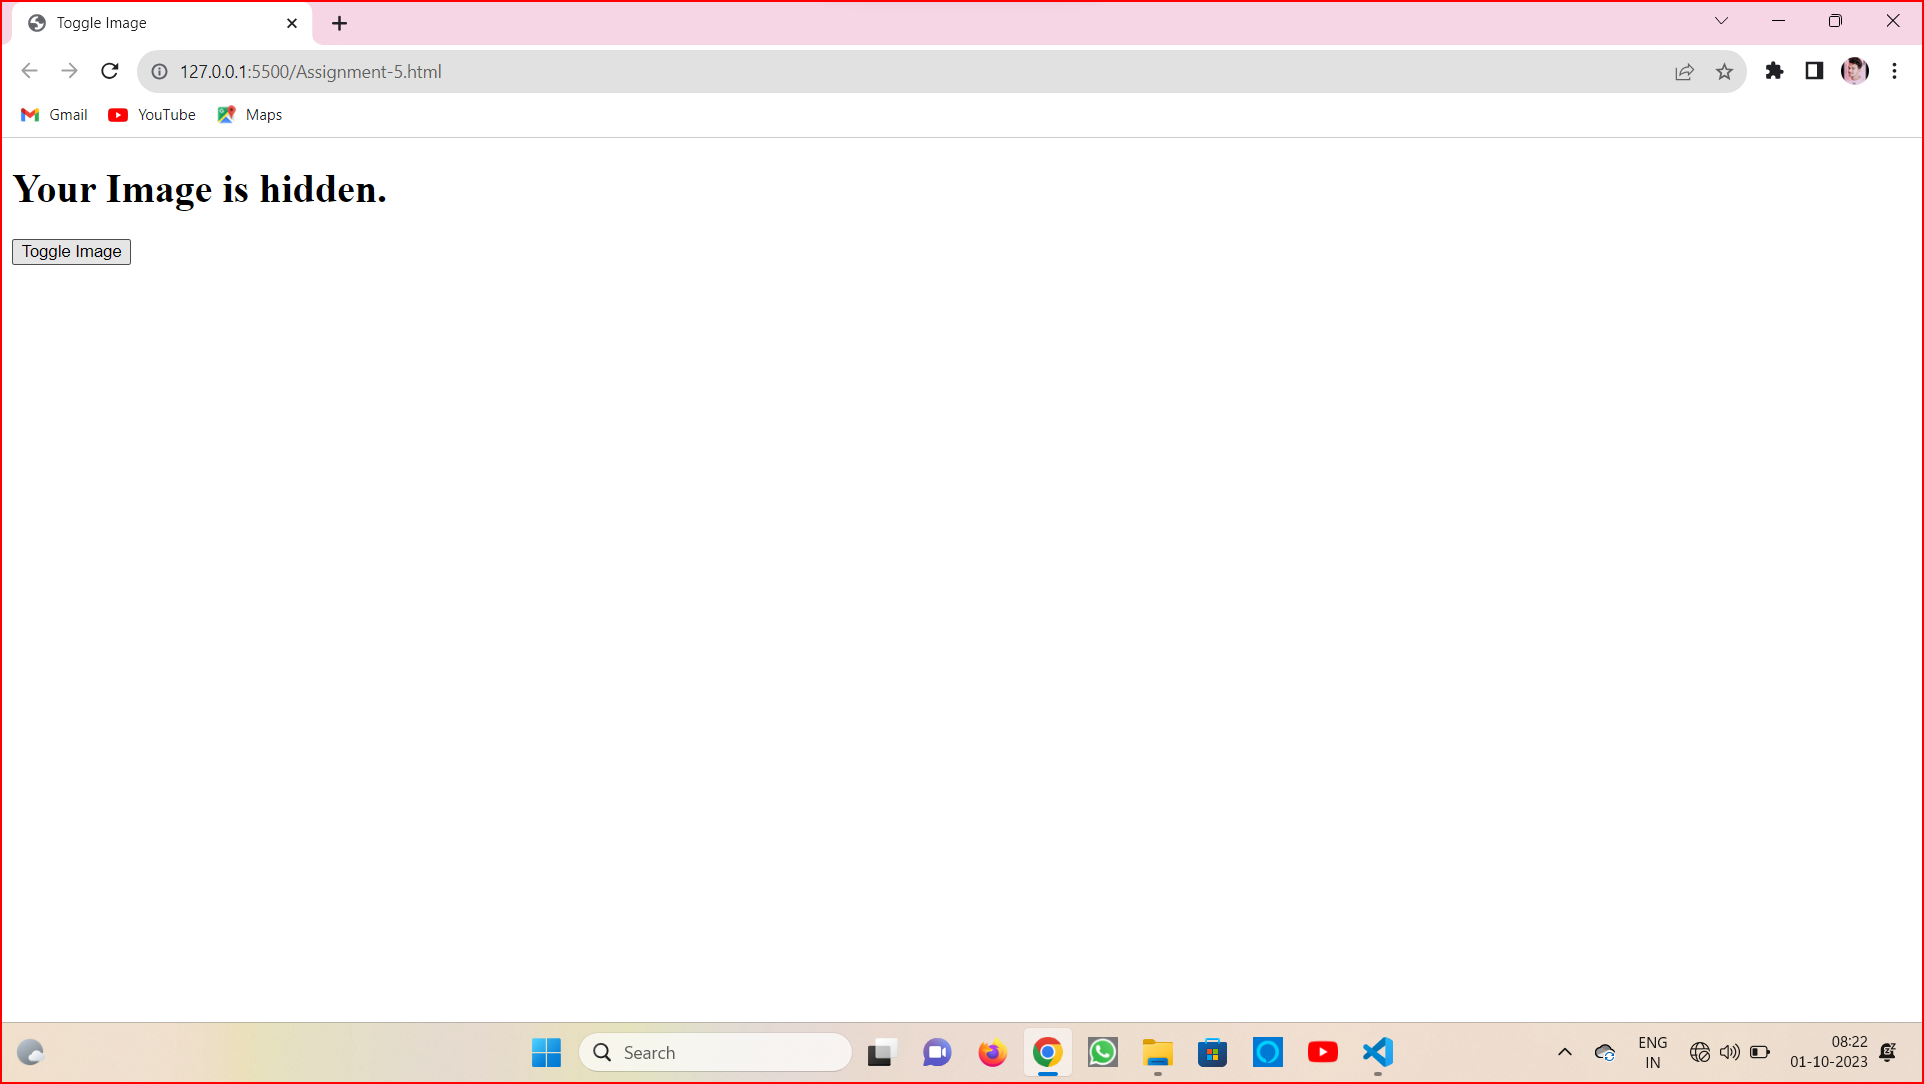 Toggle Image
127.0.0.1:5500/Assignment-5.html
Gmail YouTube Maps
Your Image is hidden.
Toggle Image
Search
ENG
IN
08:22
01-10-2023